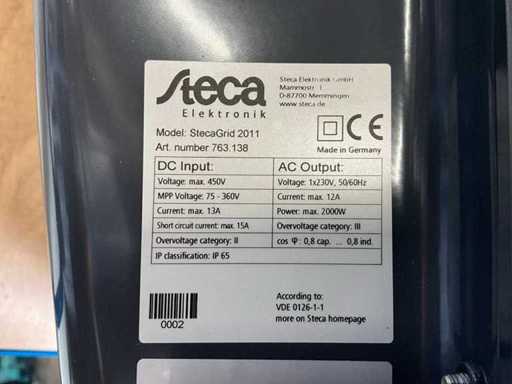 Steca
Elektronik
Steca Elektronik GmbH
Mammostr. 1
D-87700 Memmingen
www.steca.de
Model: StecaGrid 2011
Art. number 763.138
CE
Made in Germany
DC Input:
Voltage: max. 450V
MPP Voltage: 75 - 360V
Current: max. 13A
Short circuit current: max. 15A
Overvoltage category: II
IP classification: IP 65
AC Output:
Voltage: 1x230V, 50/60Hz
Current: max. 12A
Power: max. 2000W
Overvoltage category: III
cos φ : 0,8 cap. ... 0,8 ind.
0002
According to:
VDE 0126-1-1
more on Steca homepage